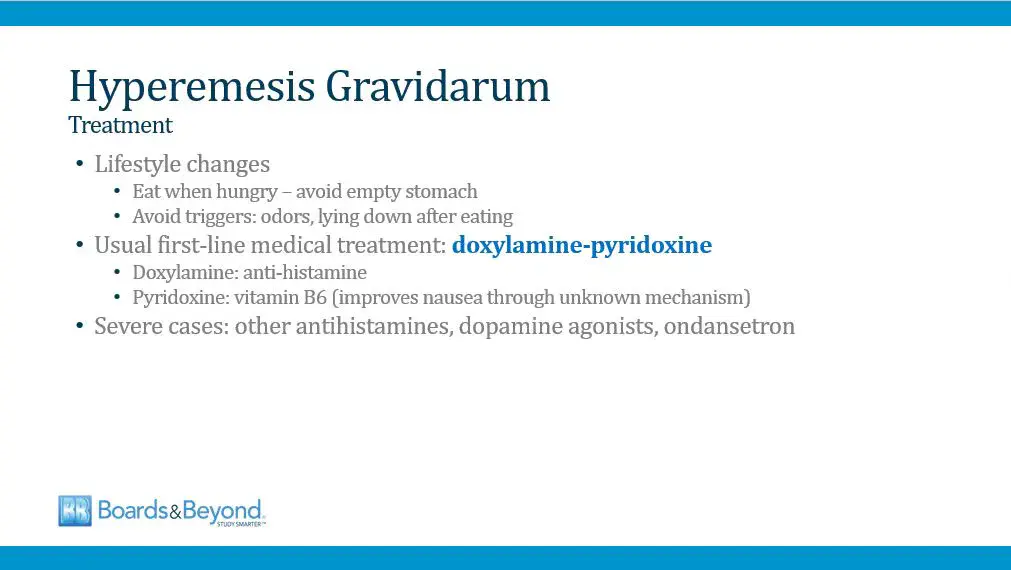 Hyperemesis Gravidarum
Treatment
• Lifestyle changes
• Eat when hungry – avoid empty stomach
• Avoid triggers: odors, lying down after eating
• Usual first-line medical treatment: doxylamine-pyridoxine
• Doxylamine: anti-histamine
• Pyridoxine: vitamin B6 (improves nausea through unknown mechanism)
• Severe cases: other antihistamines, dopamine agonists, ondansetron
BB Boards&Beyond.
STUDY SMARTER™